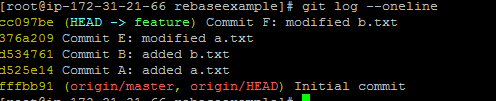 [root@ip-172-31-21-66 rebaseexample]# git log --oneline
cc097be (HEAD -> feature) Commit F: modified b.txt
376a209 Commit E: modified a.txt
d534761 Commit B: added b.txt
d525e14 Commit A: added a.txt
fffbb91 (origin/master, origin/HEAD) Initial commit
[root@ip-172-31-21-66 rebaseexample]#